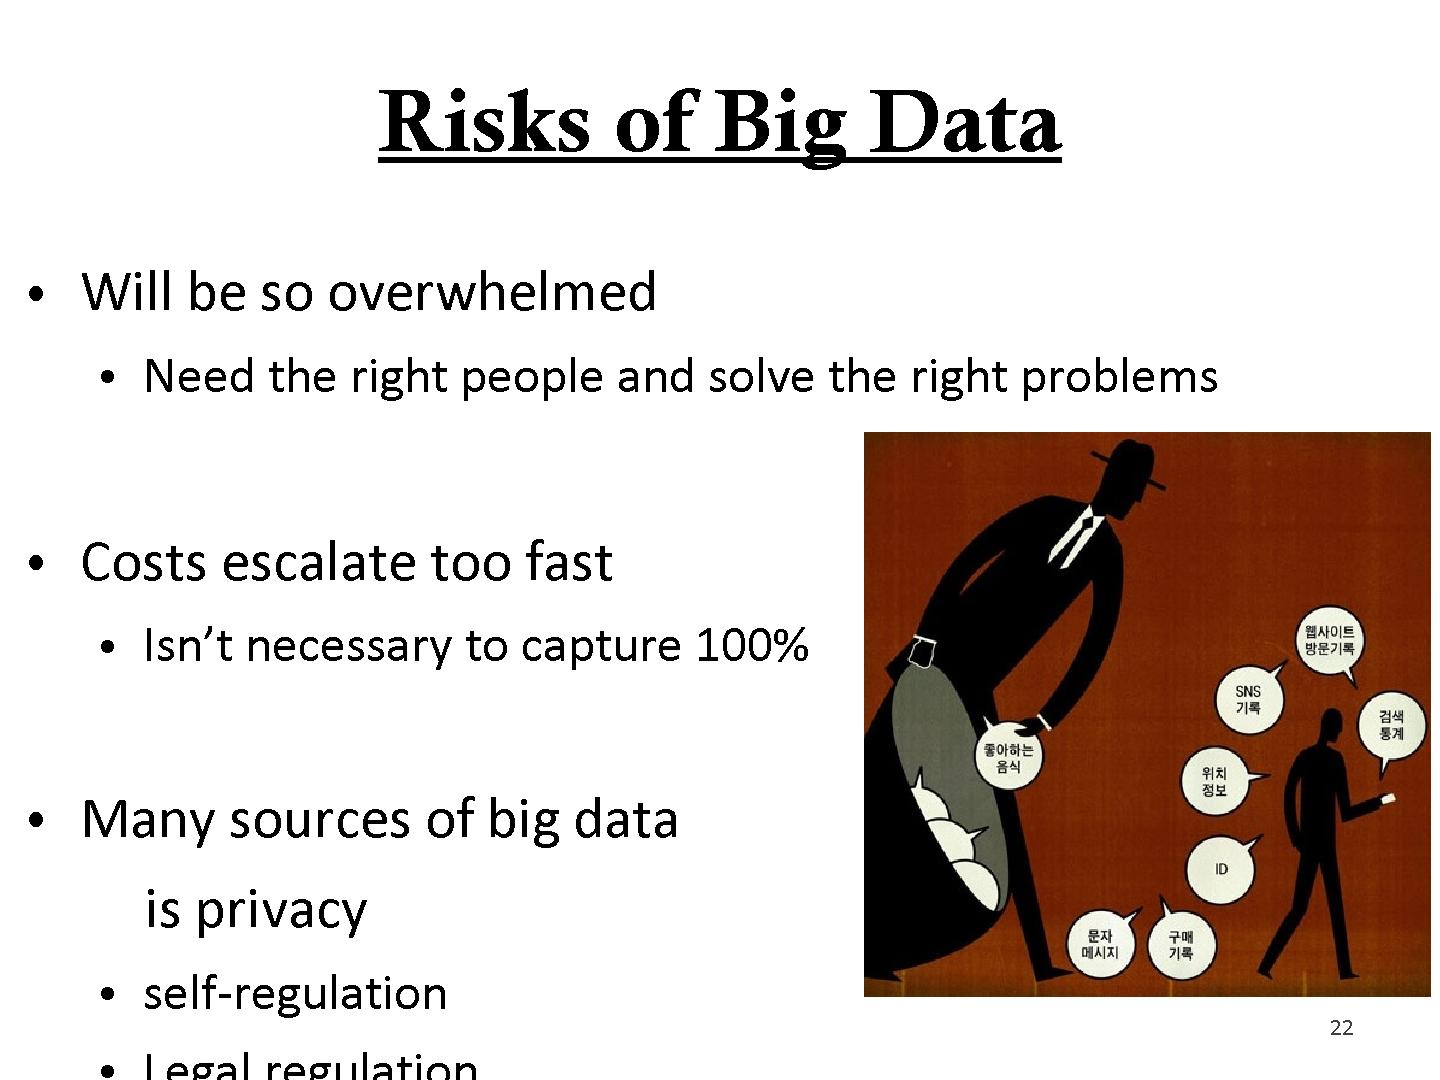 Risks of Big Data
• Will be so overwhelmed
• Need the right people and solve the right problems
• Costs escalate too fast
• Isn’t necessary to capture 100%
• Many sources of big data
is privacy
• self-regulation
• Legal regulation
웹사이트
방문기록
SNS
기록
검색
통계
좋아하는
음식
위치
정보
ID
문자
메시지
구매
기록
22